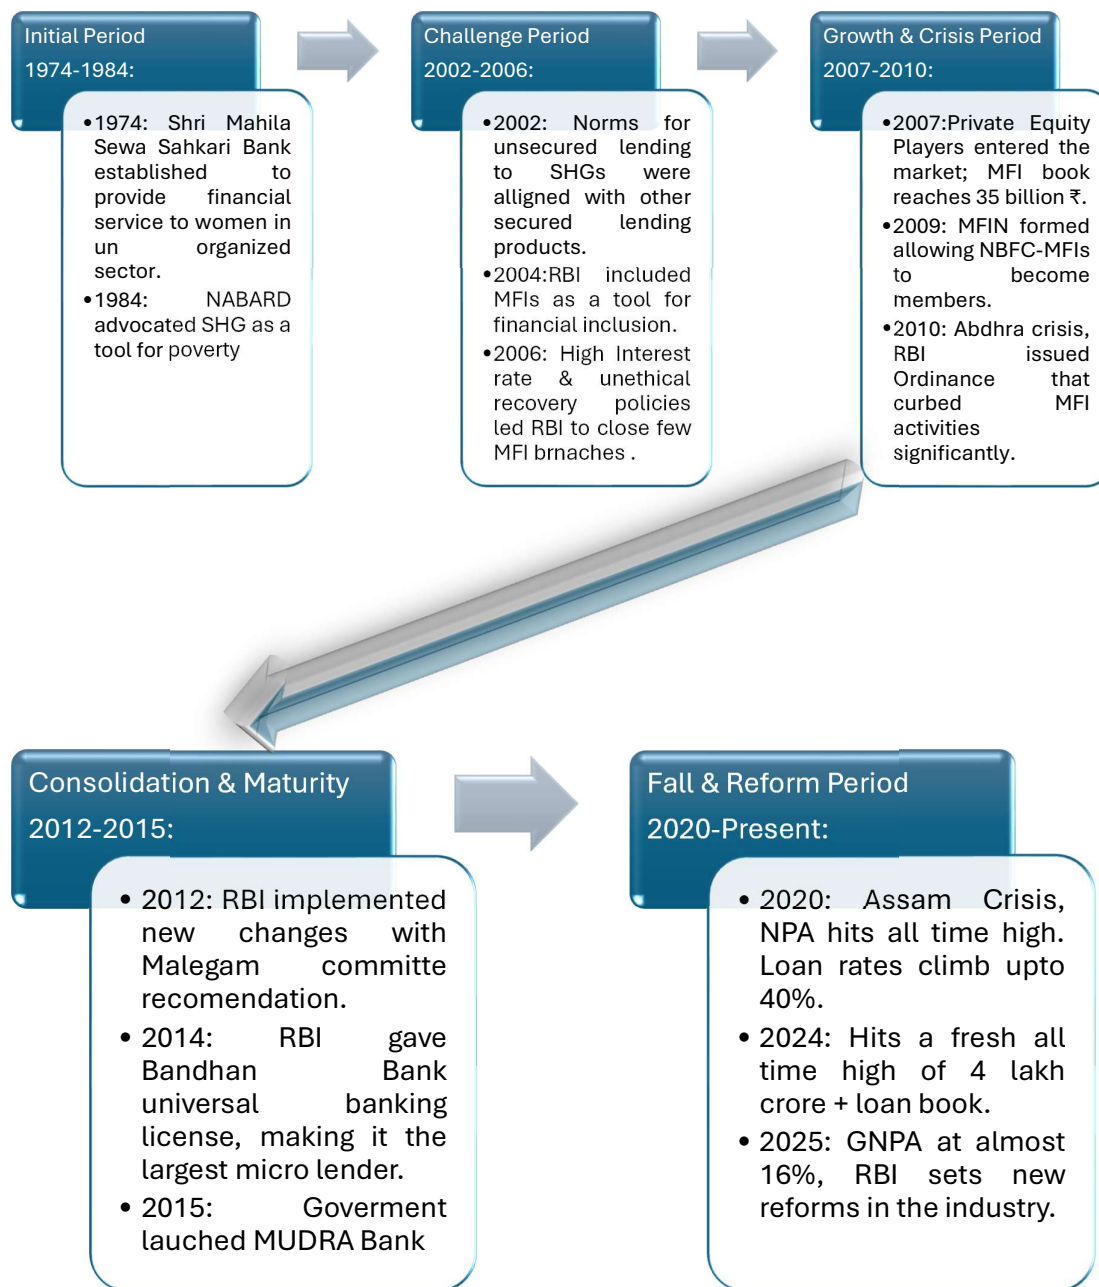 Initial Period
1974-1984:
•1974: Shri Mahila
Sewa Sahkari Bank
established to
provide financial
service to women in
un organized
sector.
•1984: NABARD
advocated SHG as a
tool for poverty
Challenge Period
2002-2006:
•2002: Norms for
unsecured lending
to SHGs were
alligned with other
secured lending
products.
•2004:RBI included
MFIs as a tool for
financial inclusion.
•2006: High Interest
rate & unethical
recovery policies
led RBI to close few
MFI brnaches .
Growth & Crisis Period
2007-2010:
•2007:Private Equity
Players entered the
market; MFI book
reaches 35 billion ₹.
•2009: MFIN formed
allowing NBFC-MFIs
to become
members.
•2010: Abdhra crisis,
RBI issued
Ordinance that
curbed MFI
activities
significantly.
Consolidation & Maturity
2012-2015:
• 2012: RBI implemented
new changes with
Malegam committe
recomendation.
• 2014: RBI gave
Bandhan Bank
universal banking
license, making it the
largest micro lender.
• 2015: Goverment
lauched MUDRA Bank
Fall & Reform Period
2020-Present:
• 2020: Assam Crisis,
NPA hits all time high.
Loan rates climb upto
40%.
• 2024: Hits a fresh all
time high of 4 lakh
crore + loan book.
• 2025: GNPA at almost
16%, RBI sets new
reforms in the industry.